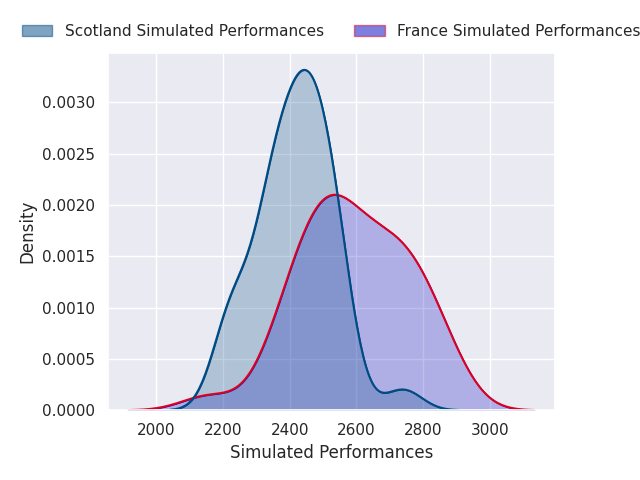 Scotland Simulated Performances
France Simulated Performances
0.0030
0.0025
0.0020
0.0015
0.0010
0.0005
0.0000
Density
2000 2200 2400 2600 2800 3000
Simulated Performances